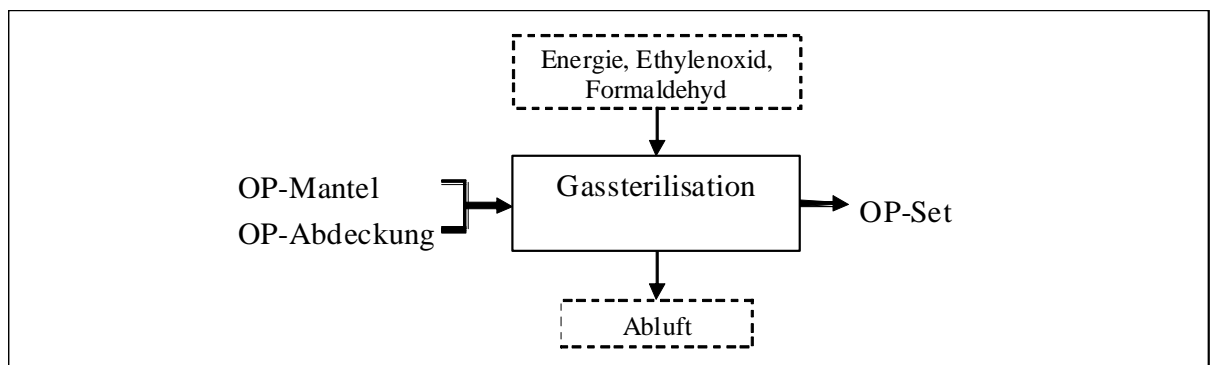 Energie, Ethylenoxid,
Formaldehyd
OP-Mantel
OP-Abdeckung
Gassterilisation
OP-Set
Abluft